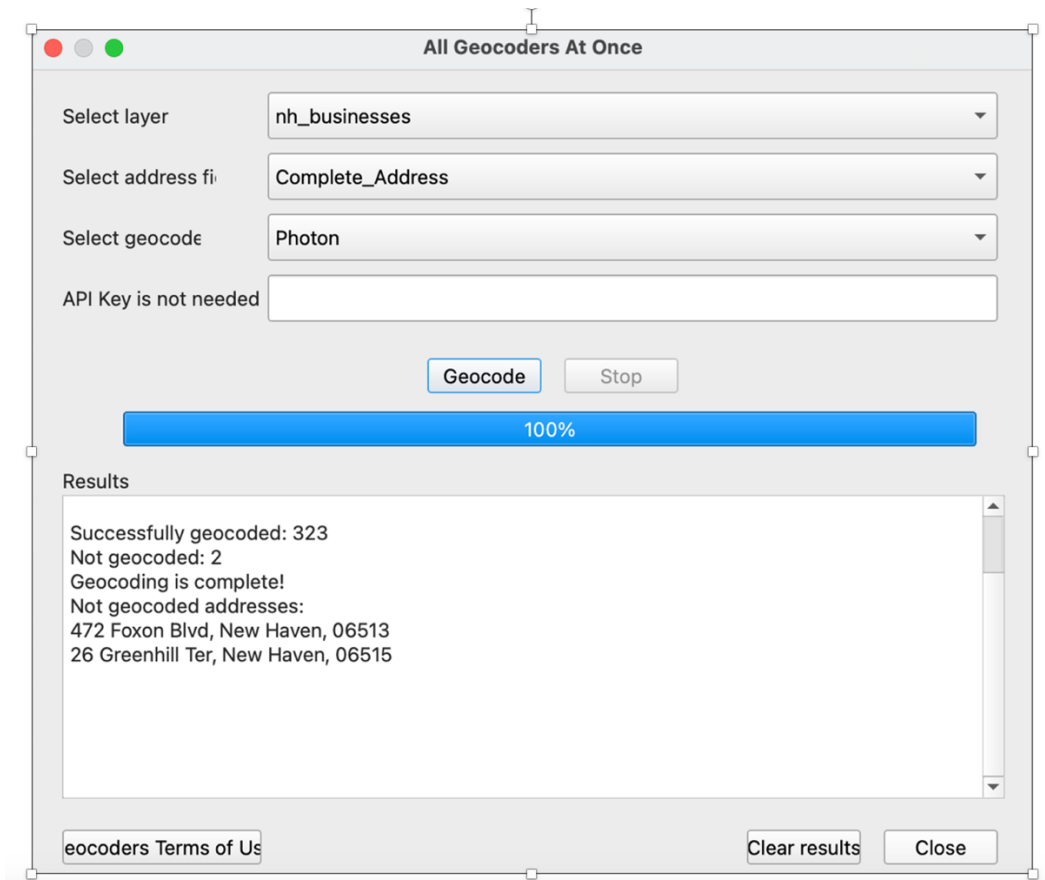 All Geocoders At Once
Select layer
nh_businesses
Select address fi
Complete_Address
Select geocode
Photon
API Key is not needed
Geocode
Stop
100%
Results
Successfully geocoded: 323
Not geocoded: 2
Geocoding is complete!
Not geocoded addresses:
472 Foxon Blvd, New Haven, 06513
26 Greenhill Ter, New Haven, 06515
eocoders Terms of Us
Clear results
Close